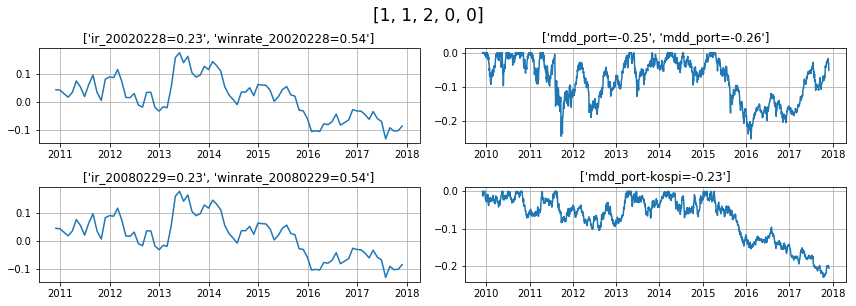 [1, 1, 2, 0, 0]
['ir_20020228=0.23', 'winrate_20020228=0.54']
0.1
0.0
−0.1
2011 2012 2013 2014 2015 2016 2017 2018
['mdd_port=-0.25', 'mdd_port=-0.26']
0.0
−0.1
−0.2
2010 2011 2012 2013 2014 2015 2016 2017 2018
['ir_20080229=0.23', 'winrate_20080229=0.54']
0.1
0.0
−0.1
2011 2012 2013 2014 2015 2016 2017 2018
['mdd_port-kospi=-0.23']
0.0
−0.1
−0.2
2010 2011 2012 2013 2014 2015 2016 2017 2018